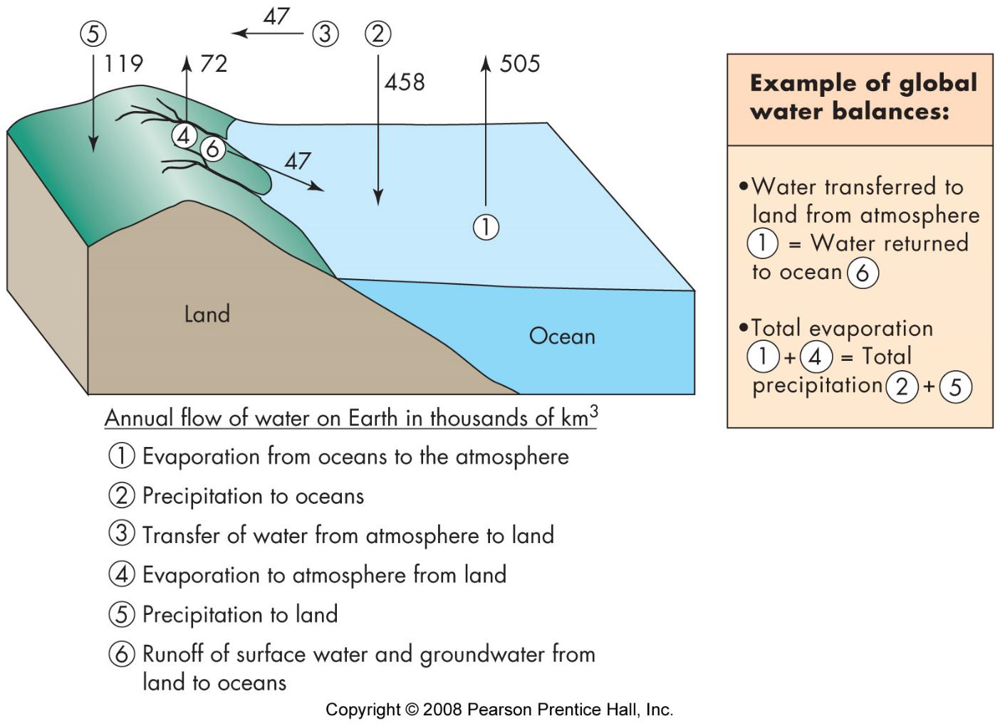 47
⑤ ③ ②
119 72 458 505
④ ⑥
47
①
Land
Ocean
Example of global
water balances:
•Water transferred to
land from atmosphere
① = Water returned
to ocean ⑥
•Total evaporation
① + ④ = Total
precipitation ② + ⑤
Annual flow of water on Earth in thousands of km³
① Evaporation from oceans to the atmosphere
② Precipitation to oceans
③ Transfer of water from atmosphere to land
④ Evaporation to atmosphere from land
⑤ Precipitation to land
⑥ Runoff of surface water and groundwater from
land to oceans
Copyright © 2008 Pearson Prentice Hall, Inc.